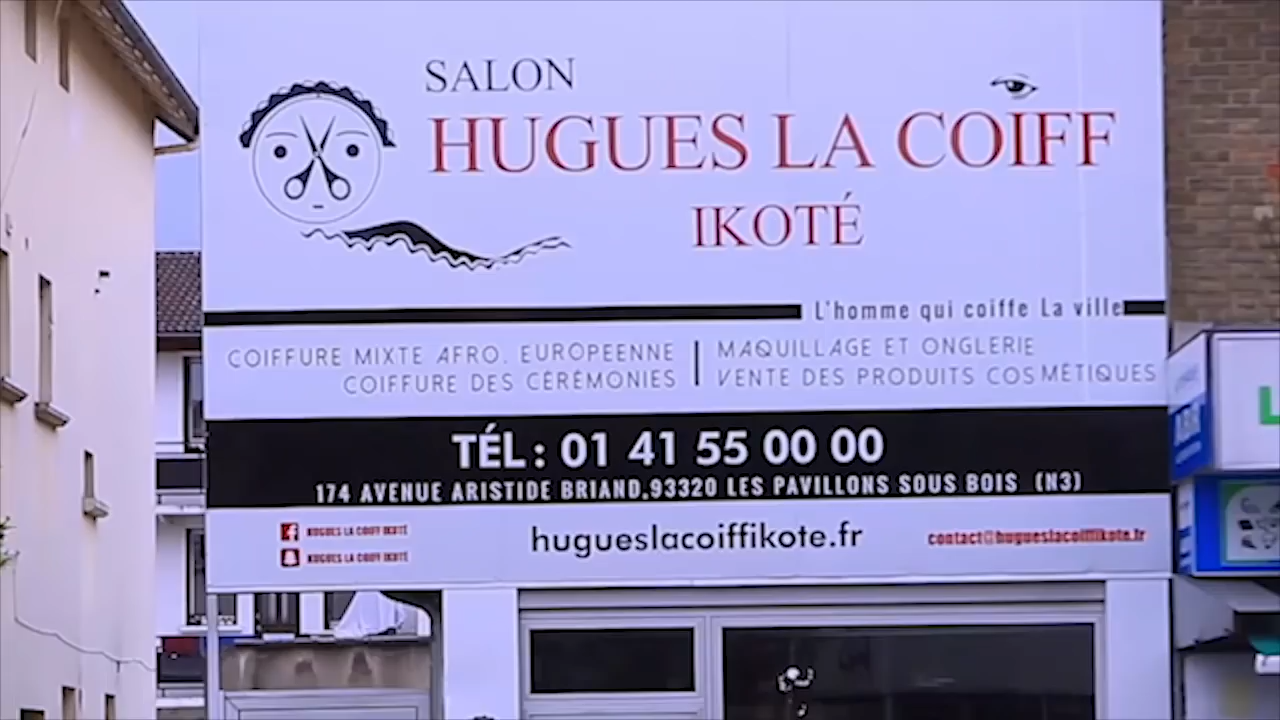 SALON
HUGUES LA COIFF
IKOTÉ
L'homme qui coiffe La ville
COIFFURE MIXTE AFRO. EUROPEENNE
COIFFURE DES CÉRÉMONIES
MAQUILLAGE ET ONGLERIE
VENTE DES PRODUITS COSMÉTIQUES
TÉL : 01 41 55 00 00
174 AVENUE ARISTIDE BRIAND.93320 LES PAVILLONS SOUS BOIS (N3)
HUGUES LA COIFF IKOTÉ
HUGUES LA COIFF IKOTÉ
hugueslacoiffikote.fr
contact@hugueslacoiffikote.fr